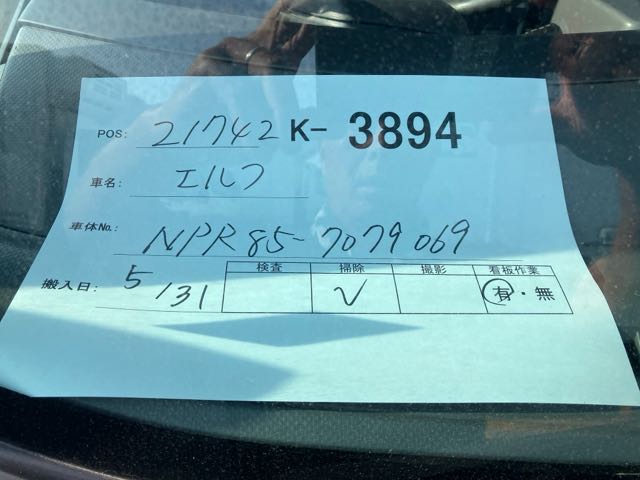 POS: 21742 K- 3894
車名: エルフ
車体No.: NPR85-7079069
搬入日: 5/31
検査 掃除 撮影 看板作業
✓ 有・無